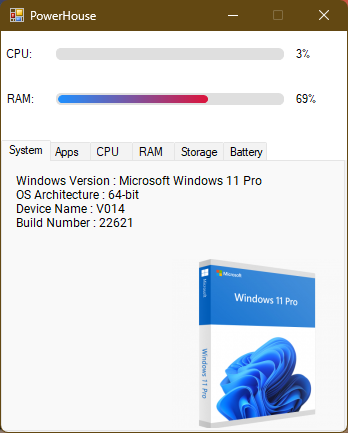 PowerHouse
CPU: 3%
RAM: 69%
System Apps CPU RAM Storage Battery
Windows Version : Microsoft Windows 11 Pro
OS Architecture : 64-bit
Device Name : V014
Build Number : 22621
Microsoft
Windows 11 Pro
Windows 11 Pro